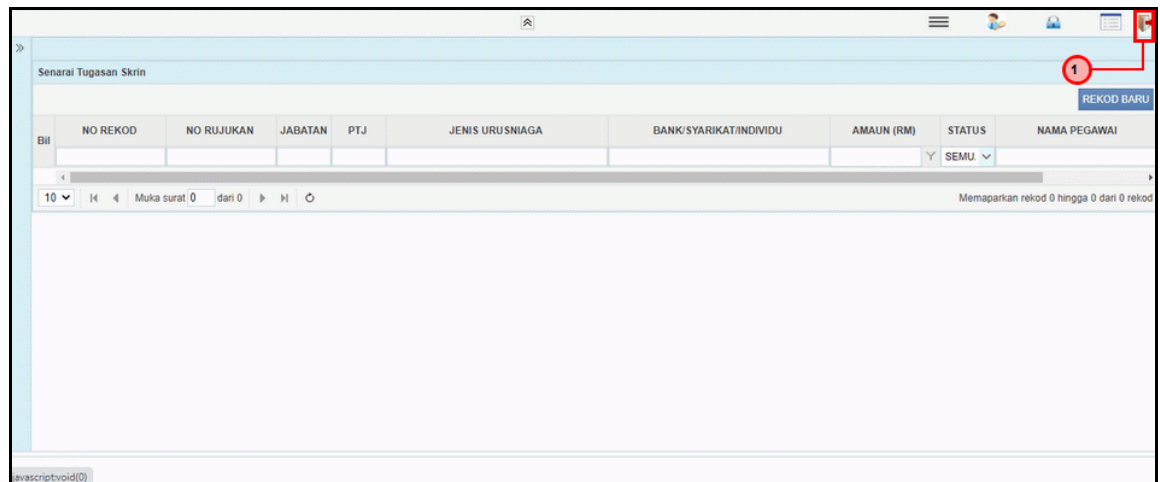 Senarai Tugasan Skrin
1
REKOD BARU
Bil NO REKOD NO RUJUKAN JABATAN PTJ JENIS URUSNIAGA BANK/SYARIKAT/INDIVIDU AMAUN (RM) STATUS NAMA PEGAWAI
SEMU
10 Muka surat 0 dari 0 Memaparkan rekod 0 hingga 0 dari 0 rekod
javascript:void(0)